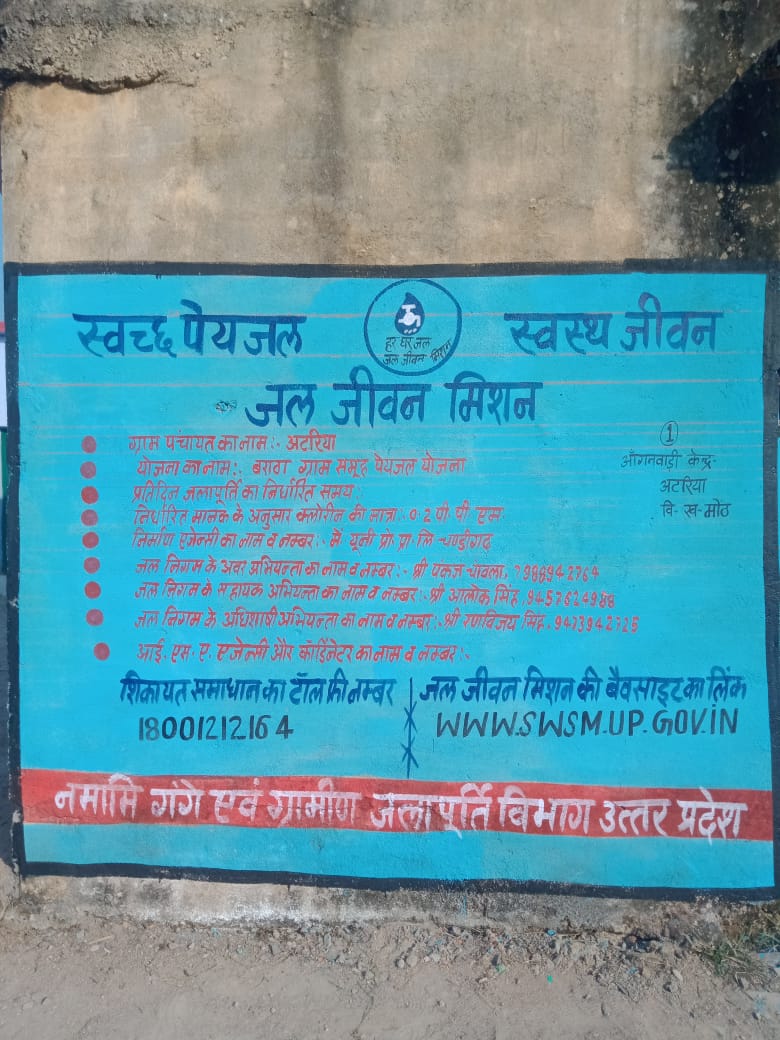 स्वच्छ पेयजल
हर घर जल
जल जीवन मिशन
स्वस्थ जीवन
जल जीवन मिशन
ग्राम पंचायत का नाम:- अटरिया
योजना का नाम:- बराठा ग्राम समूह पेयजल योजना
प्रतिदिन जलापूर्ति का निर्धारित समय:
निर्धारित मानक के अनुसार क्लोरीन की मात्रा:- 0.2 पी.पी.एम.
निर्माण एजेन्सी का नाम व नम्बर:- मै यूनी प्रो प्रा लि चण्डीगढ़
जल निगम के अवर अभियन्ता का नाम व नम्बर:- श्री पंकज चावला, 7986942764
जल निगम के सहायक अभियन्ता का नाम व नम्बर:- श्री आलोक सिंह, 9457624988
जल निगम के अधिशाषी अभियन्ता का नाम व नम्बर:- श्री रणविजय सिंह,
आई. एस. ए. एजेन्सी और कॉर्डिनेटर का नाम व नम्बर:-
1
आँगनवाड़ी केन्द्र-
अटरिया
वि- ख- मोठ
शिकायत समाधान का टॉल फ्री नम्बर
18001212164
जल जीवन मिशन की बैवसाइट का लिंक
WWW.SWSM.UP.GOV.IN
नमामि गंगे एवं ग्रामीण जलापूर्ति विभाग उत्तर प्रदेश